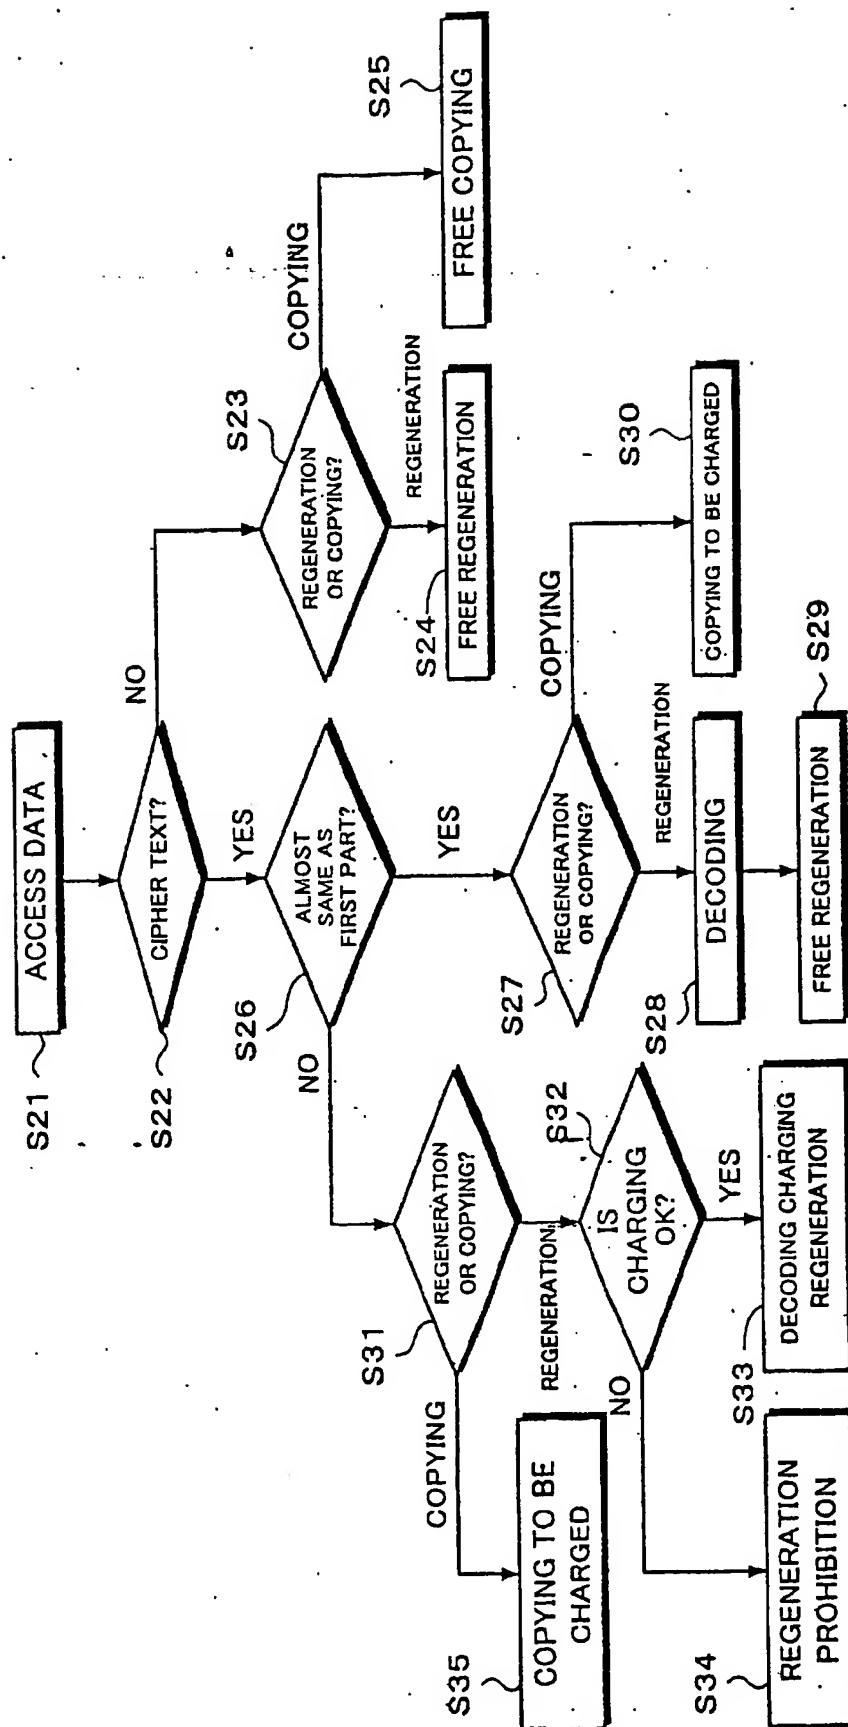 S21
ACCESS DATA
S22
CIPHER TEXT?
NO
YES
S23
REGENERATION
OR COPYING?
COPYING
REGENERATION
S24
FREE REGENERATION
S25
FREE COPYING
S26
ALMOST
SAME AS
FIRST PART?
NO
YES
S27
REGENERATION
OR COPYING?
COPYING
REGENERATION
S28
DECODING
S29
FREE REGENERATION
S30
COPYING TO BE CHARGED
S31
REGENERATION
OR COPYING?
COPYING
REGENERATION
S32
IS
CHARGING
OK?
NO
YES
S33
DECODING CHARGING
REGENERATION
S34
REGENERATION
PROHIBITION
S35
COPYING TO BE
CHARGED